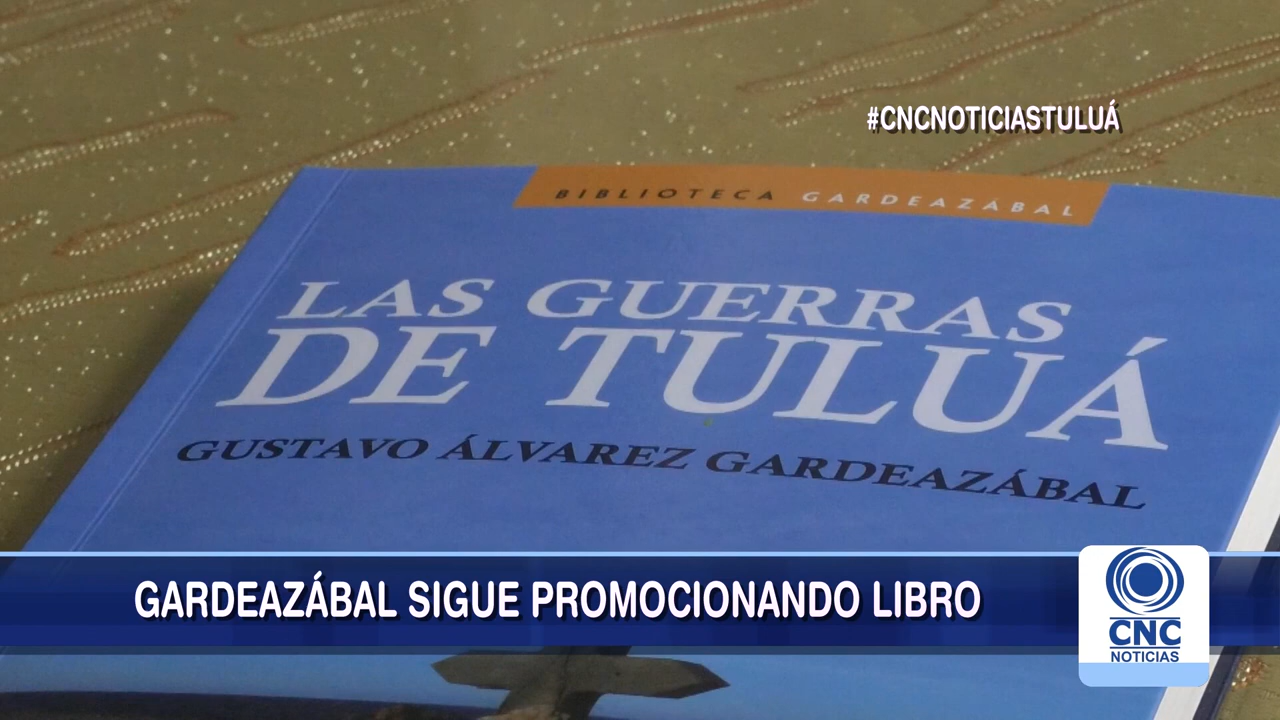 #CNCNOTICIASTULUÁ
BIBLIOTECA GARDEAZÁBAL
LAS GUERRAS
DE TULUÁ
GUSTAVO ÁLVAREZ GARDEAZÁBAL
GARDEAZÁBAL SIGUE PROMOCIONANDO LIBRO
CNC
NOTICIAS